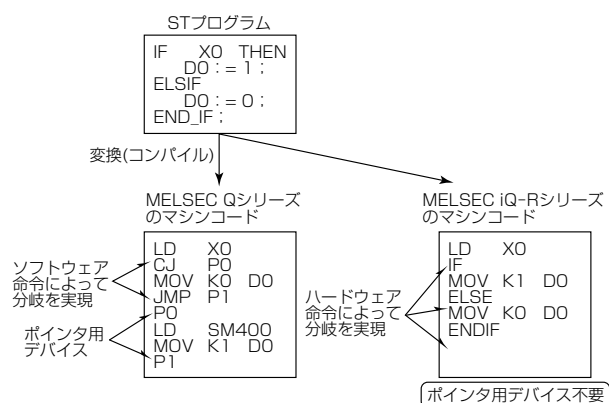 STプログラム
IF X0 THEN
D0 := 1 ;
ELSIF
D0 := 0 ;
END_IF ;
変換(コンパイル)
MELSEC Qシリーズ
のマシンコード
LD X0
CJ P0
MOV K0 D0
JMP P1
P0
LD SM400
MOV K1 D0
P1
ソフトウェア
命令によって
分岐を実現
ポインタ用
デバイス
MELSEC iQ-Rシリーズ
のマシンコード
LD X0
IF
MOV K1 D0
ELSE
MOV K0 D0
ENDIF
ハードウェア
命令によって
分岐を実現
ポインタ用デバイス不要